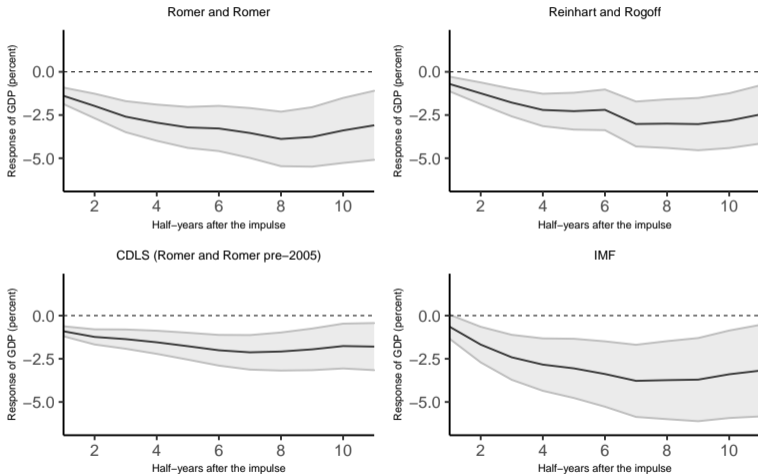 Romer and Romer
Response of GDP (percent)
0.0
−2.5
−5.0
2 4 6 8 10
Half−years after the impulse
Reinhart and Rogoff
Response of GDP (percent)
0.0
−2.5
−5.0
2 4 6 8 10
Half−years after the impulse
CDLS (Romer and Romer pre−2005)
Response of GDP (percent)
0.0
−2.5
−5.0
2 4 6 8 10
Half−years after the impulse
IMF
Response of GDP (percent)
0.0
−2.5
−5.0
2 4 6 8 10
Half−years after the impulse